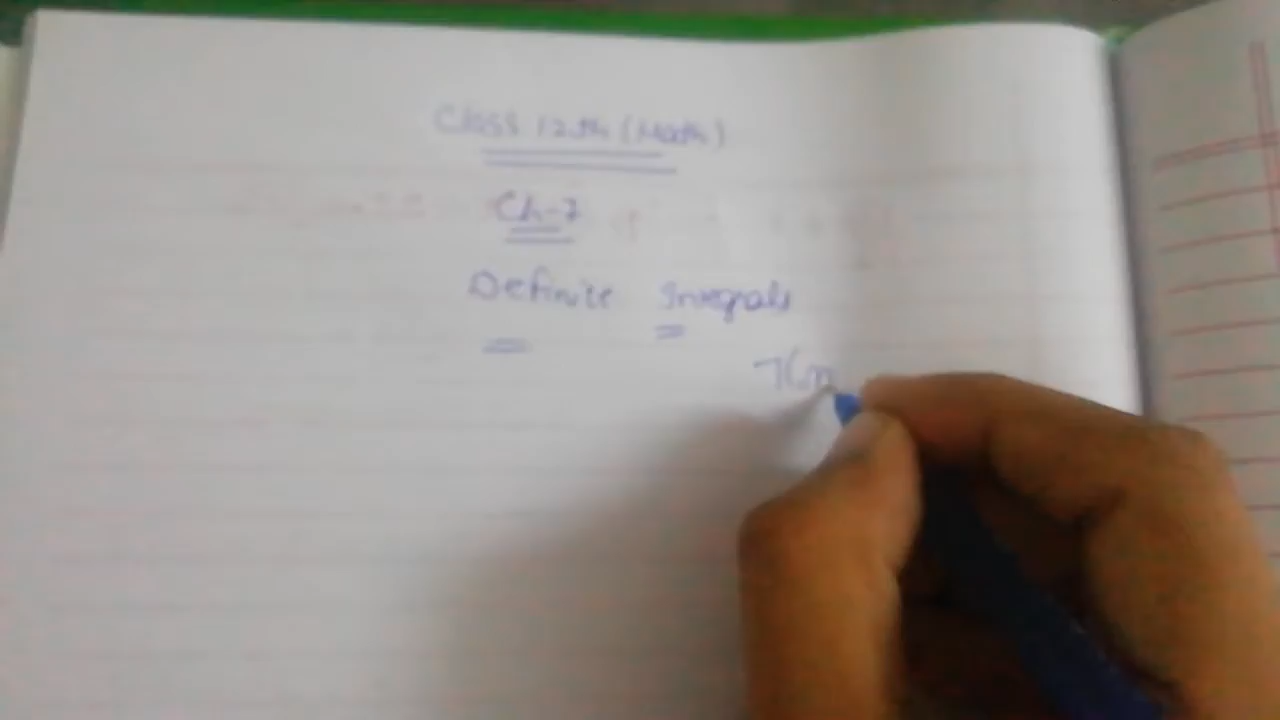 Class 12th (Math)
Ch-7
Definite Integrals